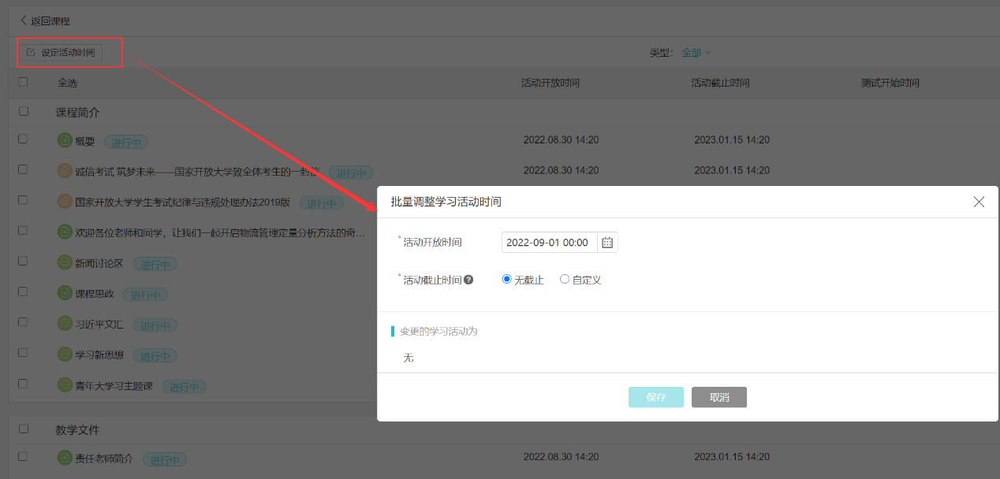 返回课程
设定活动时间
类型： 全部
全选 活动开放时间 活动截止时间 测试开始时间
课程简介
概要 进行中 2022.08.30 14:20 2023.01.15 14:20
诚信考试 筑梦未来——国家开放大学致全体考生的一封信 进行中 2022.08.30 14:20 2023.01.15 14:20
国家开放大学学生考试纪律与违规处理办法2019版 进行中
欢迎各位老师和同学，让我们一起开启物流管理定量分析方法的奇...
新闻讨论区 进行中
课程思政 进行中
习近平文汇 进行中
学习新思想 进行中
青年大学习主题课 进行中
教学文件
责任老师简介 进行中 2022.08.30 14:20 2023.01.15 14:20
批量调整学习活动时间
*活动开放时间 2022-09-01 00:00
*活动截止时间 ? 无截止 自定义
变更的学习活动为
无
保存 取消